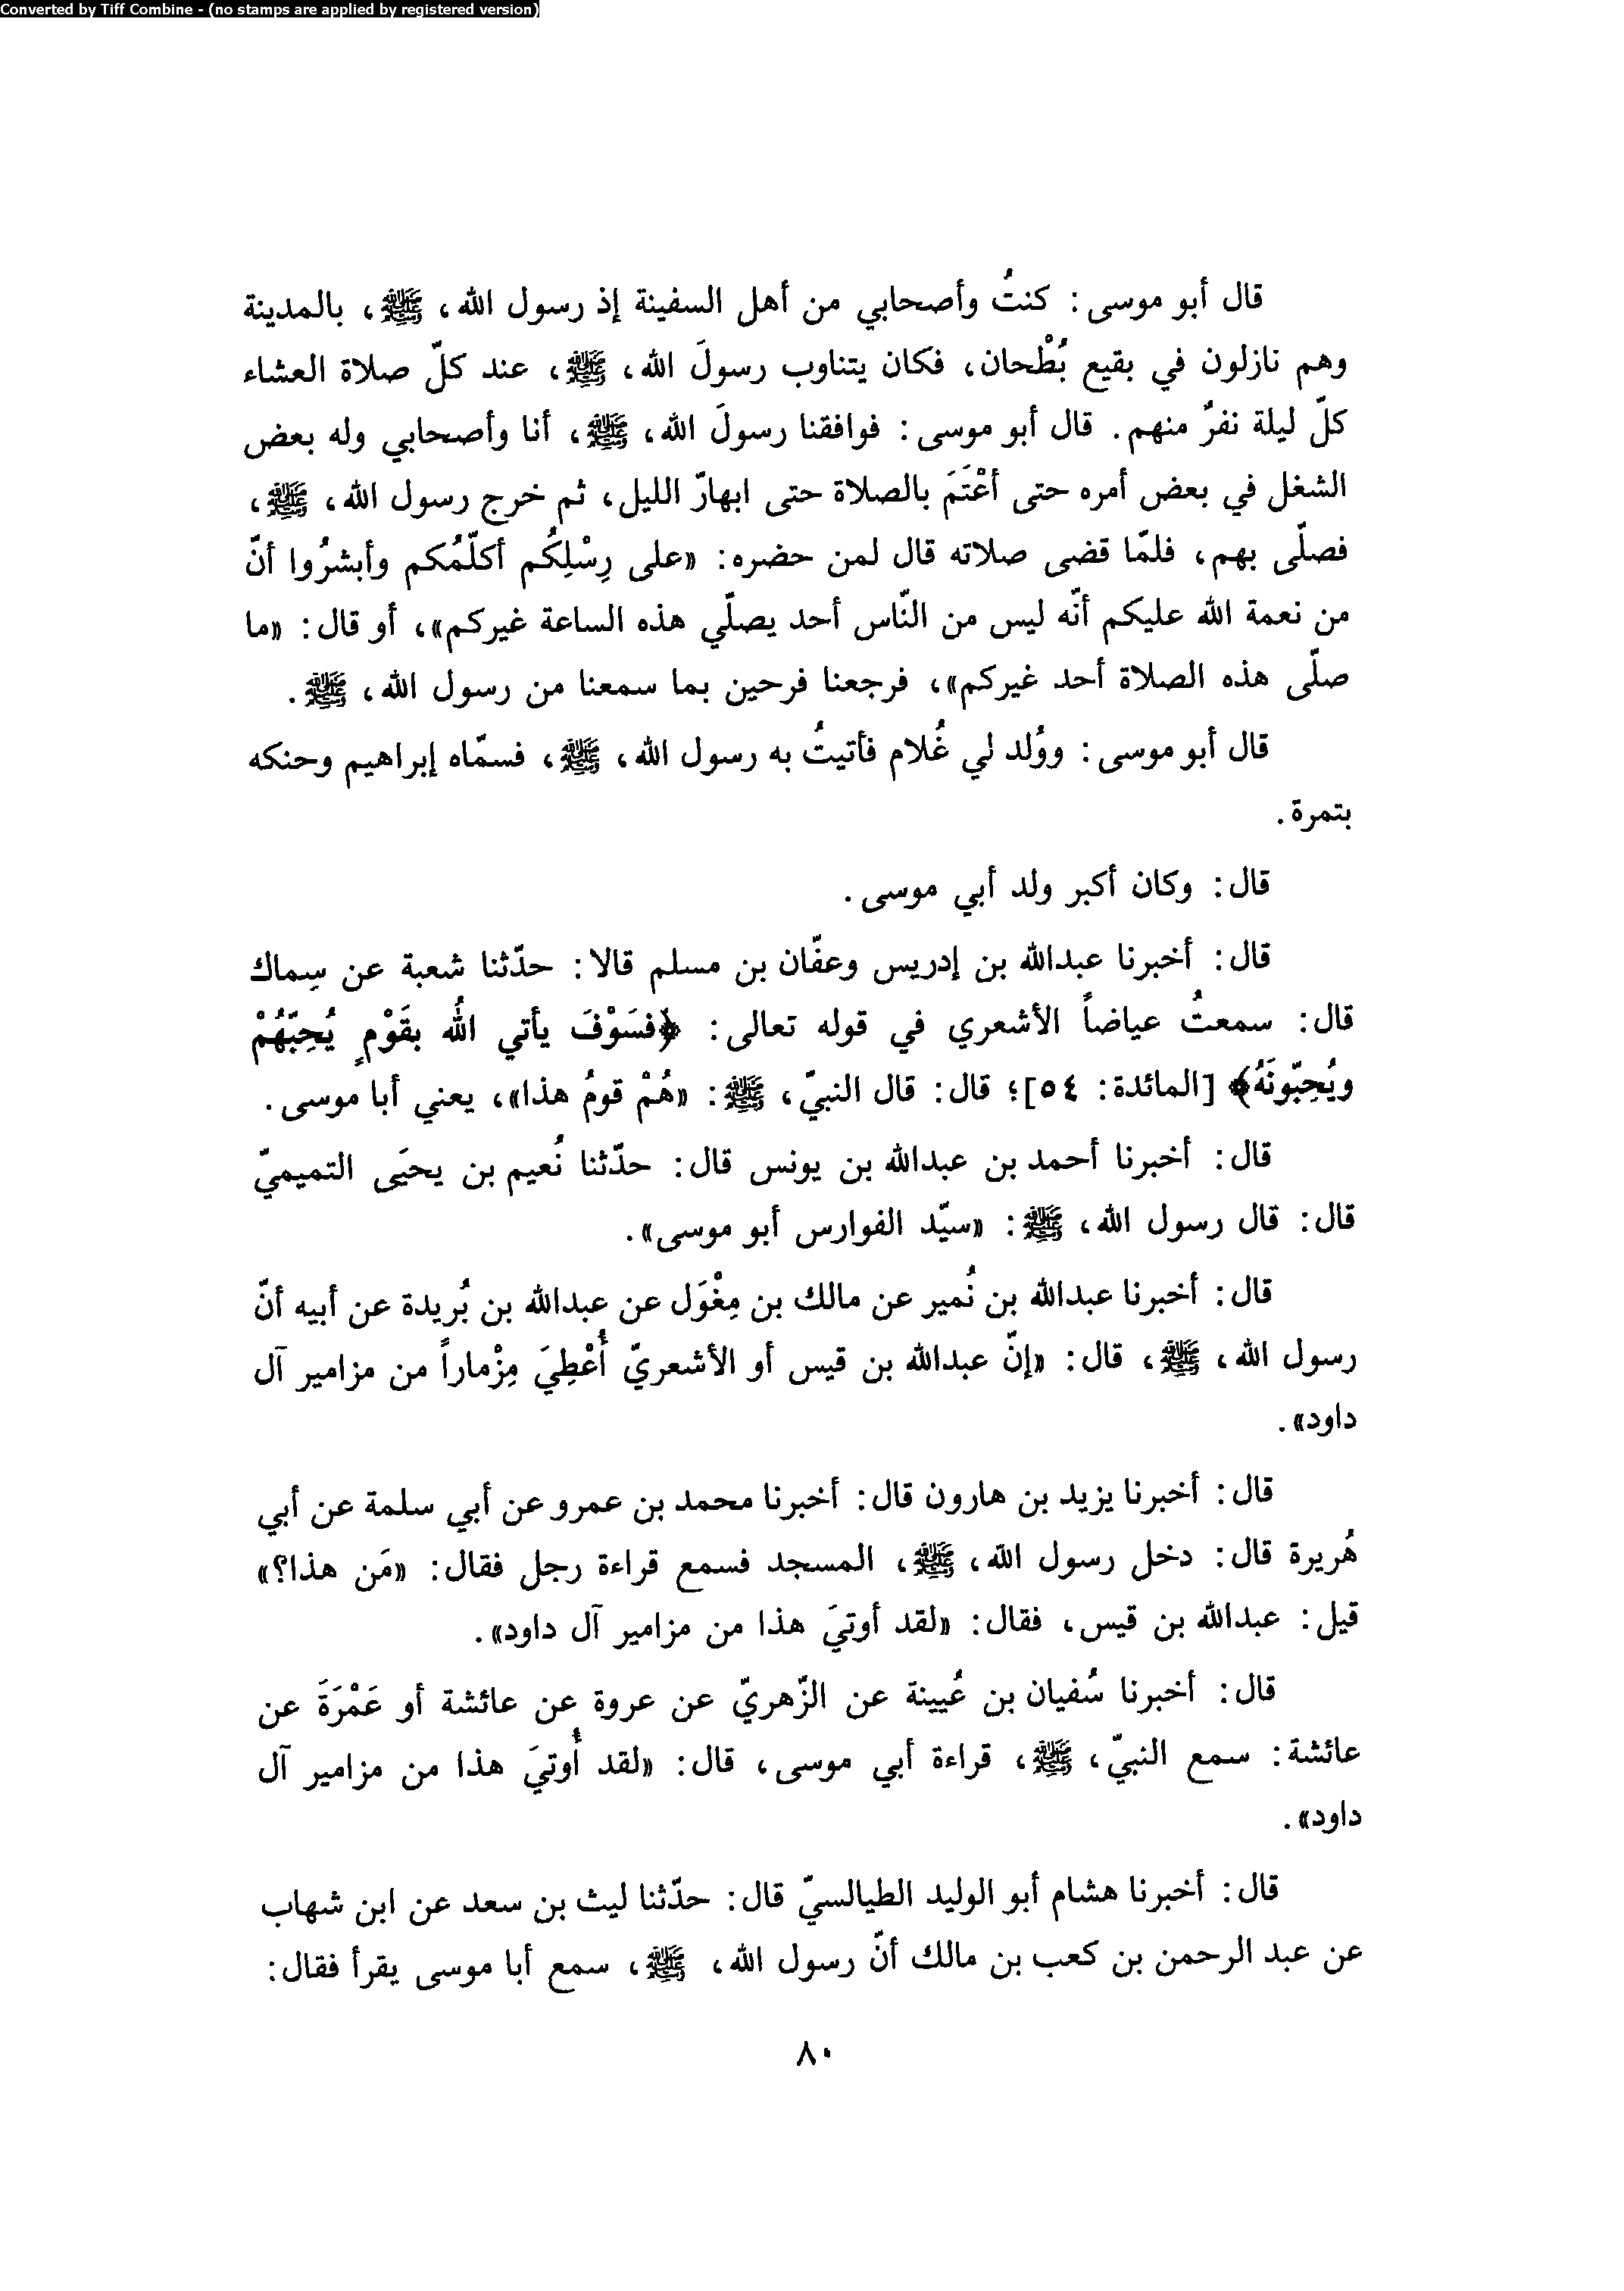 Converted by Tiff Combine - (no stamps are applied by registered version)
قال أبو موسى: كنتُ وأصحابي من أهل السفينة إذ رسول الله، ﷺ، بالمدينة
وهم نازلون في بقيع بُطْحان، فكان يتناوب رسولَ الله، ﷺ، عند كلّ صلاة العشاء
كلّ ليلة نفرٌ منهم. قال أبو موسى: فوافقنا رسولَ الله، ﷺ، أنا وأصحابي وله بعض
الشغل في بعض أمره حتى أعْتَمَ بالصلاة حتى ابهارّ الليل، ثم خرج رسول الله، ﷺ،
فصلّى بهم، فلمّا قضى صلاته قال لمن حضره: «على رِسْلِكُم أكلّمُكم وأبشرُوا أنّ
من نعمة الله عليكم أنّه ليس من النّاس أحد يصلّي هذه الساعة غيركم»، أو قال: «ما
صلّى هذه الصلاة أحد غيركم»، فرجعنا فرحين بما سمعنا من رسول الله، ﷺ.
قال أبو موسى: ووُلد لي غُلام فأتيتُ به رسول الله، ﷺ، فسمّاه إبراهيم وحنكه
بتمرة.
قال: وكان أكبر ولد أبي موسى.
قال: أخبرنا عبدالله بن إدريس وعفّان بن مسلم قالا: حدّثنا شعبة عن سِماك
قال: سمعتُ عياضاً الأشعري في قوله تعالى: ﴿فسَوْفَ يأتي اللهُ بقَوْمٍ يُحِبّهُمْ
ويُحِبّونَهُ﴾ [المائدة: ٥٤]؛ قال: قال النبيّ، ﷺ: «هُمْ قومُ هذا»، يعني أبا موسى.
قال: أخبرنا أحمد بن عبدالله بن يونس قال: حدّثنا نُعيم بن يحيَى التميميّ
قال: قال رسول الله، ﷺ: «سيّد الفوارس أبو موسى».
قال: أخبرنا عبدالله بن نُمير عن مالك بن مِغْوَل عن عبدالله بن بُريدة عن أبيه أنّ
رسول الله، ﷺ، قال: «إنّ عبدالله بن قيس أو الأشعريّ أُعْطِيَ مِزْماراً من مزامير آل
داود».
قال: أخبرنا يزيد بن هارون قال: أخبرنا محمد بن عمرو عن أبي سلمة عن أبي
هُريرة قال: دخل رسول الله، ﷺ، المسجد فسمع قراءة رجل فقال: «مَن هذا؟»
قيل: عبدالله بن قيس، فقال: «لقد أوتيَ هذا من مزامير آل داود».
قال: أخبرنا سُفيان بن عُيينة عن الزّهريّ عن عروة عن عائشة أو عَمْرَةَ عن
عائشة: سمع النبيّ، ﷺ، قراءة أبي موسى، قال: «لقد أُوتيَ هذا من مزامير آل
داود».
قال: أخبرنا هشام أبو الوليد الطيالسيّ قال: حدّثنا ليث بن سعد عن ابن شهاب
عن عبد الرحمن بن كعب بن مالك أنّ رسول الله، ﷺ، سمع أبا موسى يقرأ فقال:
٨٠